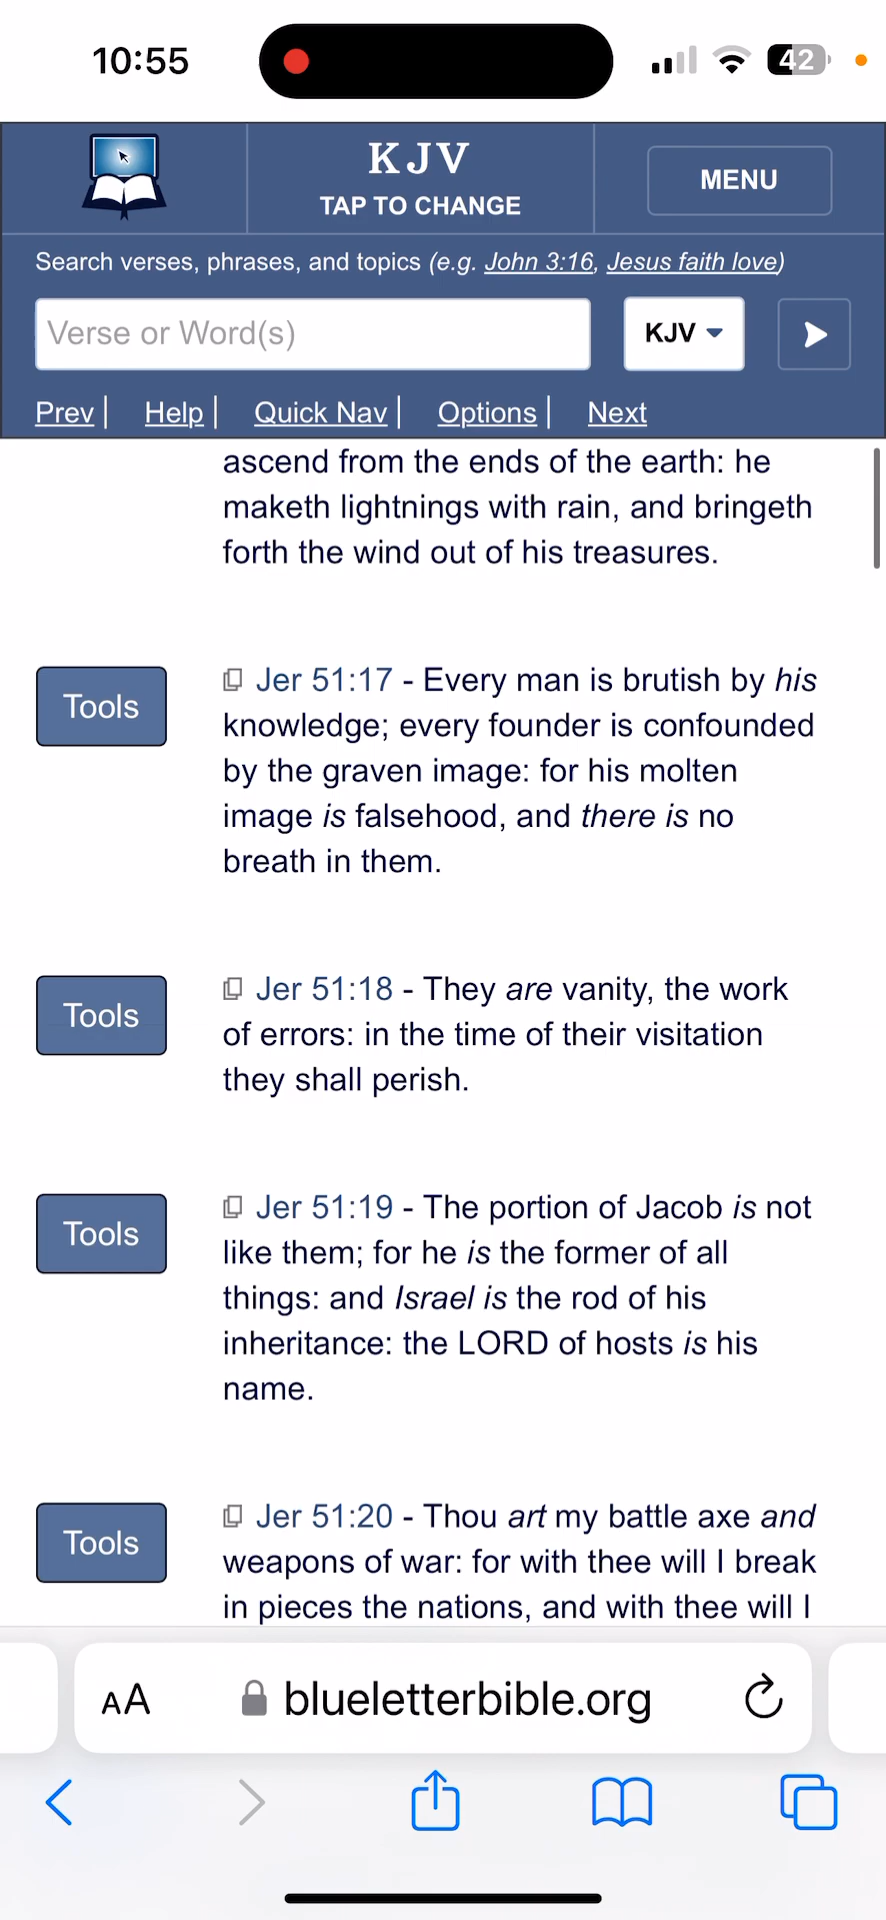 10:55
42
KJV
TAP TO CHANGE
MENU
Search verses, phrases, and topics (e.g. John 3:16, Jesus faith love)
Verse or Word(s)
KJV
Prev | Help | Quick Nav | Options | Next
ascend from the ends of the earth: he
maketh lightnings with rain, and bringeth
forth the wind out of his treasures.
Tools
Jer 51:17 - Every man is brutish by his
knowledge; every founder is confounded
by the graven image: for his molten
image is falsehood, and there is no
breath in them.
Tools
Jer 51:18 - They are vanity, the work
of errors: in the time of their visitation
they shall perish.
Tools
Jer 51:19 - The portion of Jacob is not
like them; for he is the former of all
things: and Israel is the rod of his
inheritance: the LORD of hosts is his
name.
Tools
Jer 51:20 - Thou art my battle axe and
weapons of war: for with thee will I break
in pieces the nations, and with thee will I
AA
blueletterbible.org